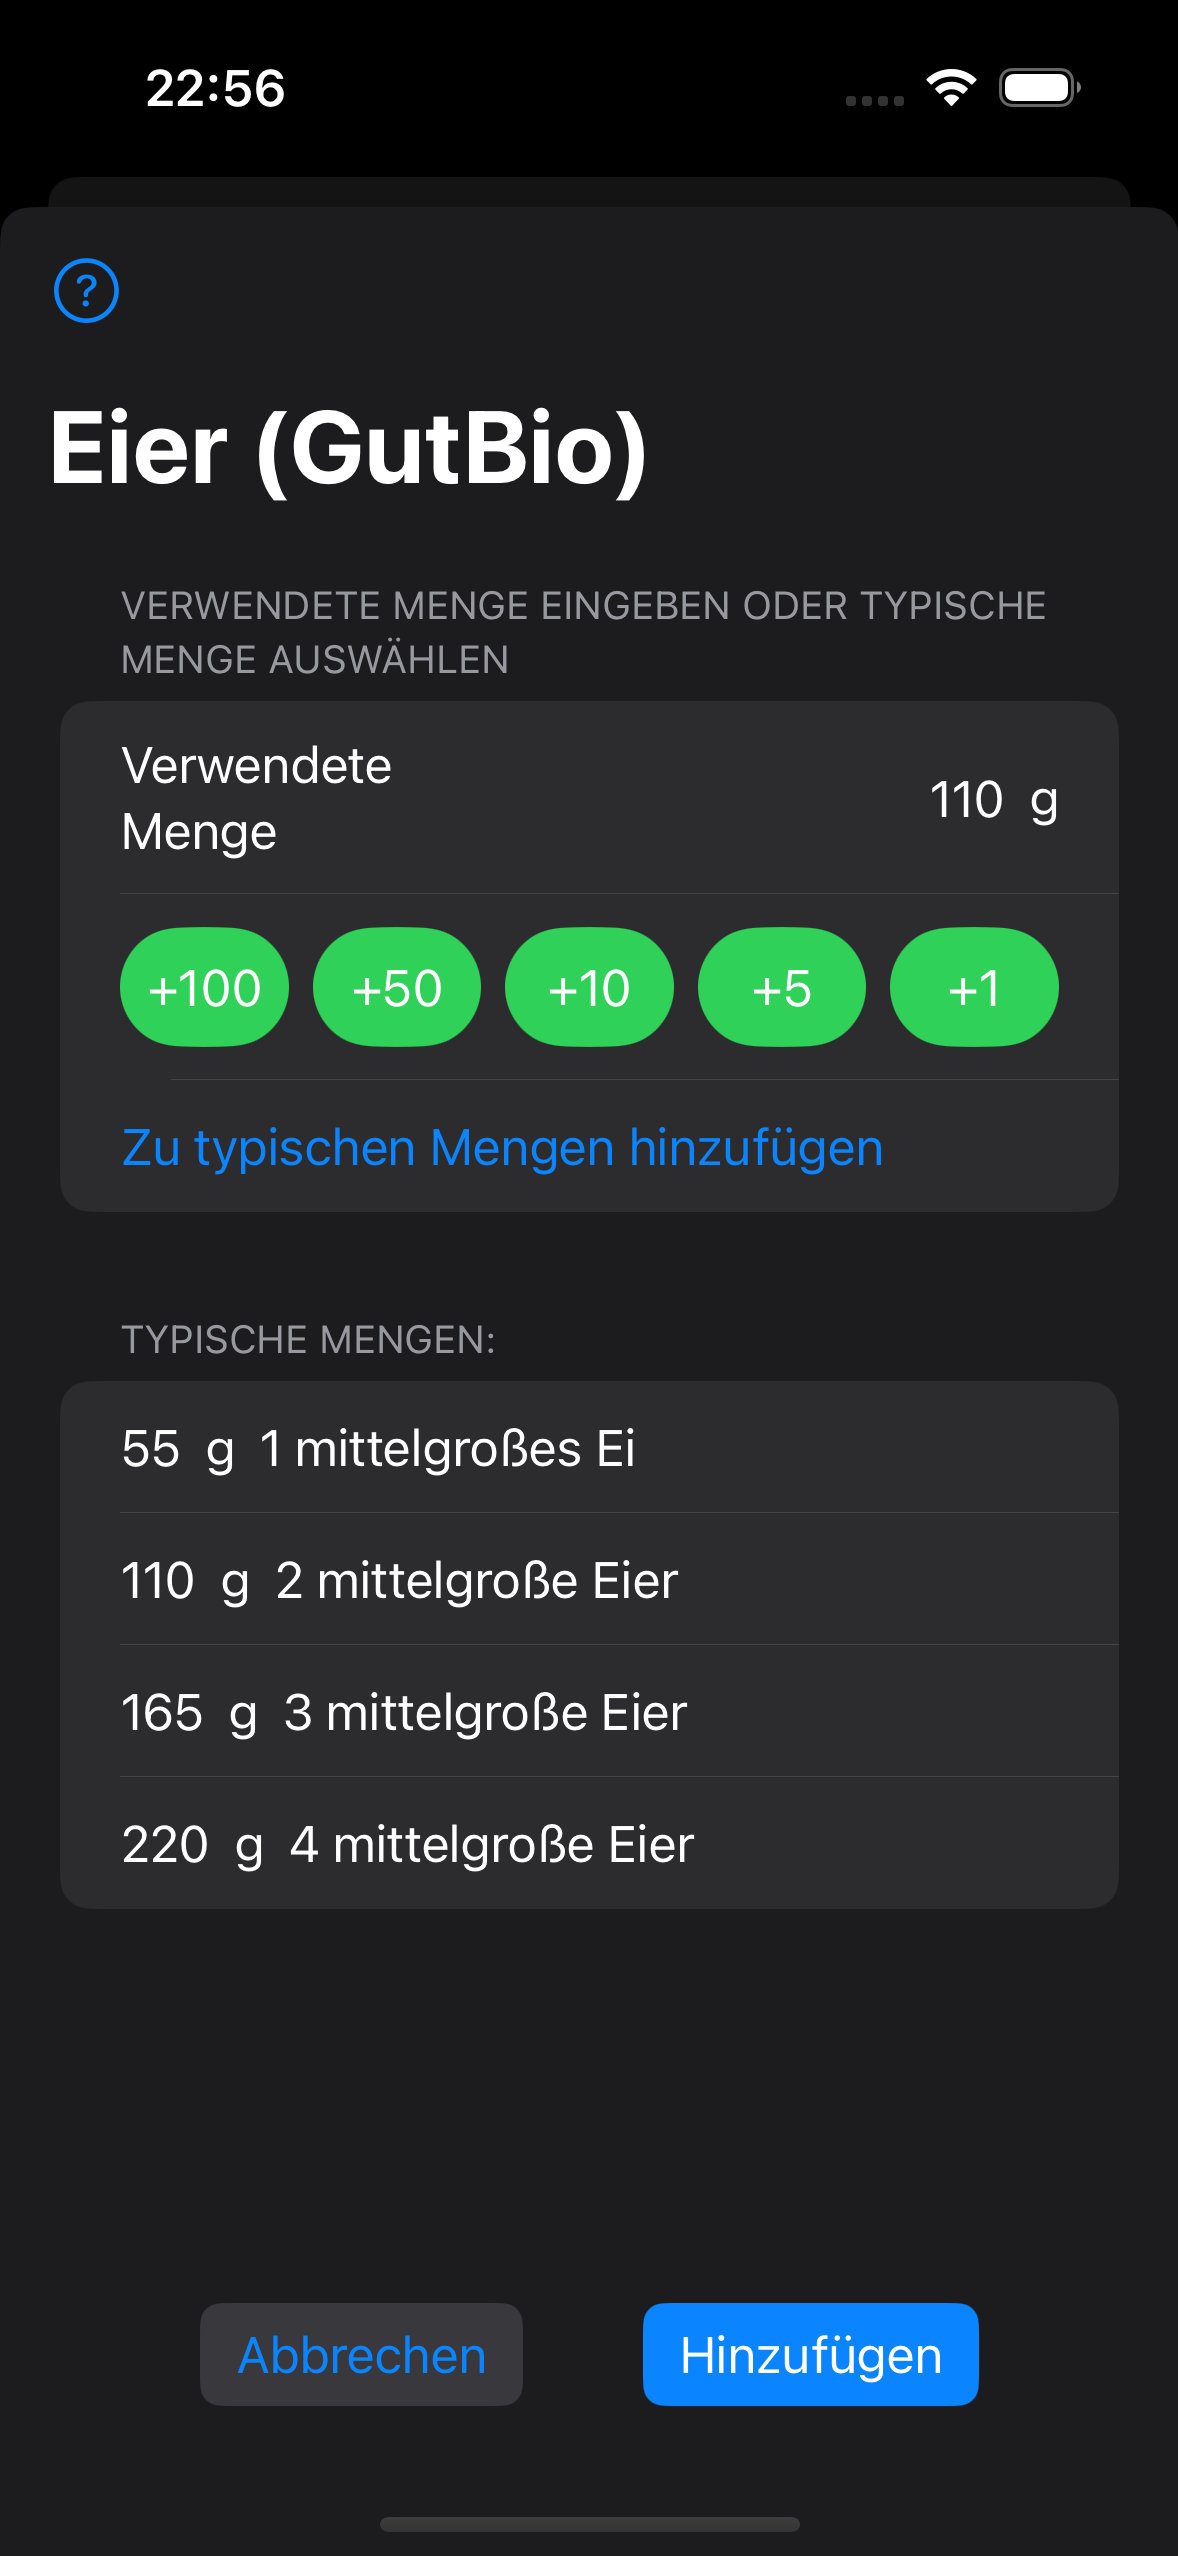 22:56
?
Eier (GutBio)
VERWENDETE MENGE EINGEBEN ODER TYPISCHE
MENGE AUSWÄHLEN
Verwendete
Menge
110 g
+100 +50 +10 +5 +1
Zu typischen Mengen hinzufügen
TYPISCHE MENGEN:
55 g 1 mittelgroßes Ei
110 g 2 mittelgroße Eier
165 g 3 mittelgroße Eier
220 g 4 mittelgroße Eier
Abbrechen Hinzufügen